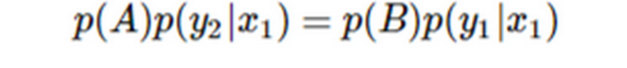 p(A)p(y₂|x₁) = p(B)p(y₁|x₁)